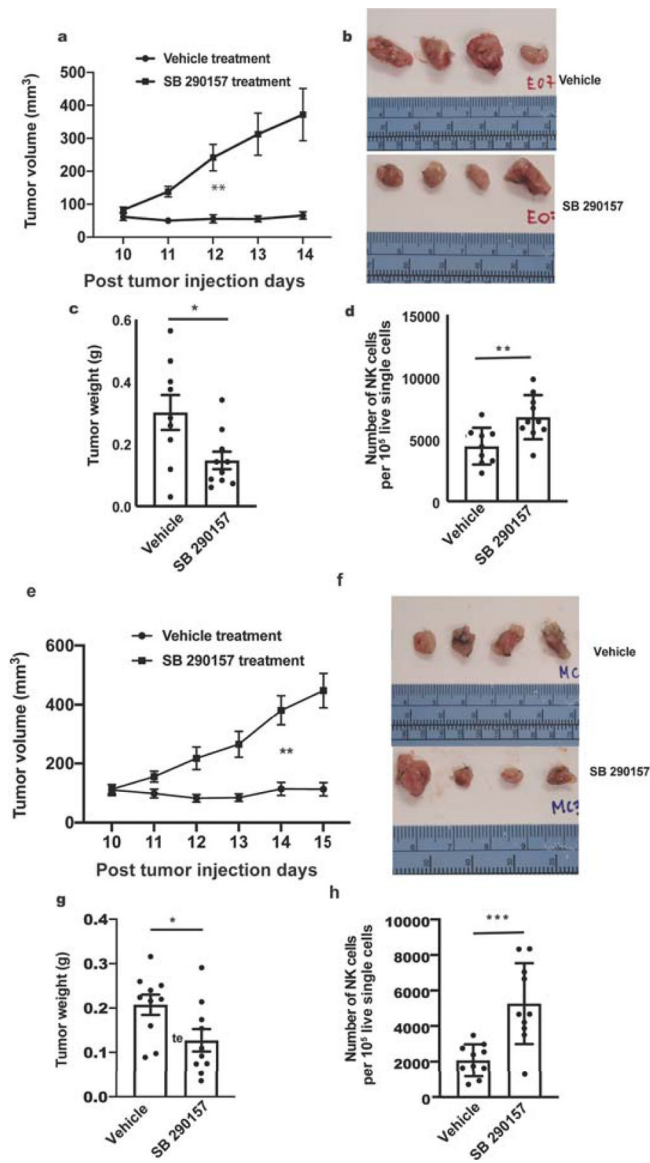 a
Vehicle treatment
SB 290157 treatment
Tumor volume (mm³)
500
400
300
200
100
0
**
10 11 12 13 14
Post tumor injection days
b
E07
Vehicle
E07
SB 290157
c
Tumor weight (g)
0.6
0.4
0.2
0.0
*
Vehicle
SB 290157
d
Number of NK cells
per 10⁵ live single cells
15000
10000
5000
0
**
Vehicle
SB 290157
e
Vehicle treatment
SB 290157 treatment
Tumor volume (mm³)
600
400
200
0
**
10 11 12 13 14 15
Post tumor injection days
f
MC
Vehicle
MC3
SB 290157
g
Tumor weight (g)
0.4
0.3
0.2
0.1
0.0
*
te
Vehicle
SB 290157
h
Number of NK cells
per 10⁵ live single cells
10000
8000
6000
4000
2000
0
***
Vehicle
SB 290157